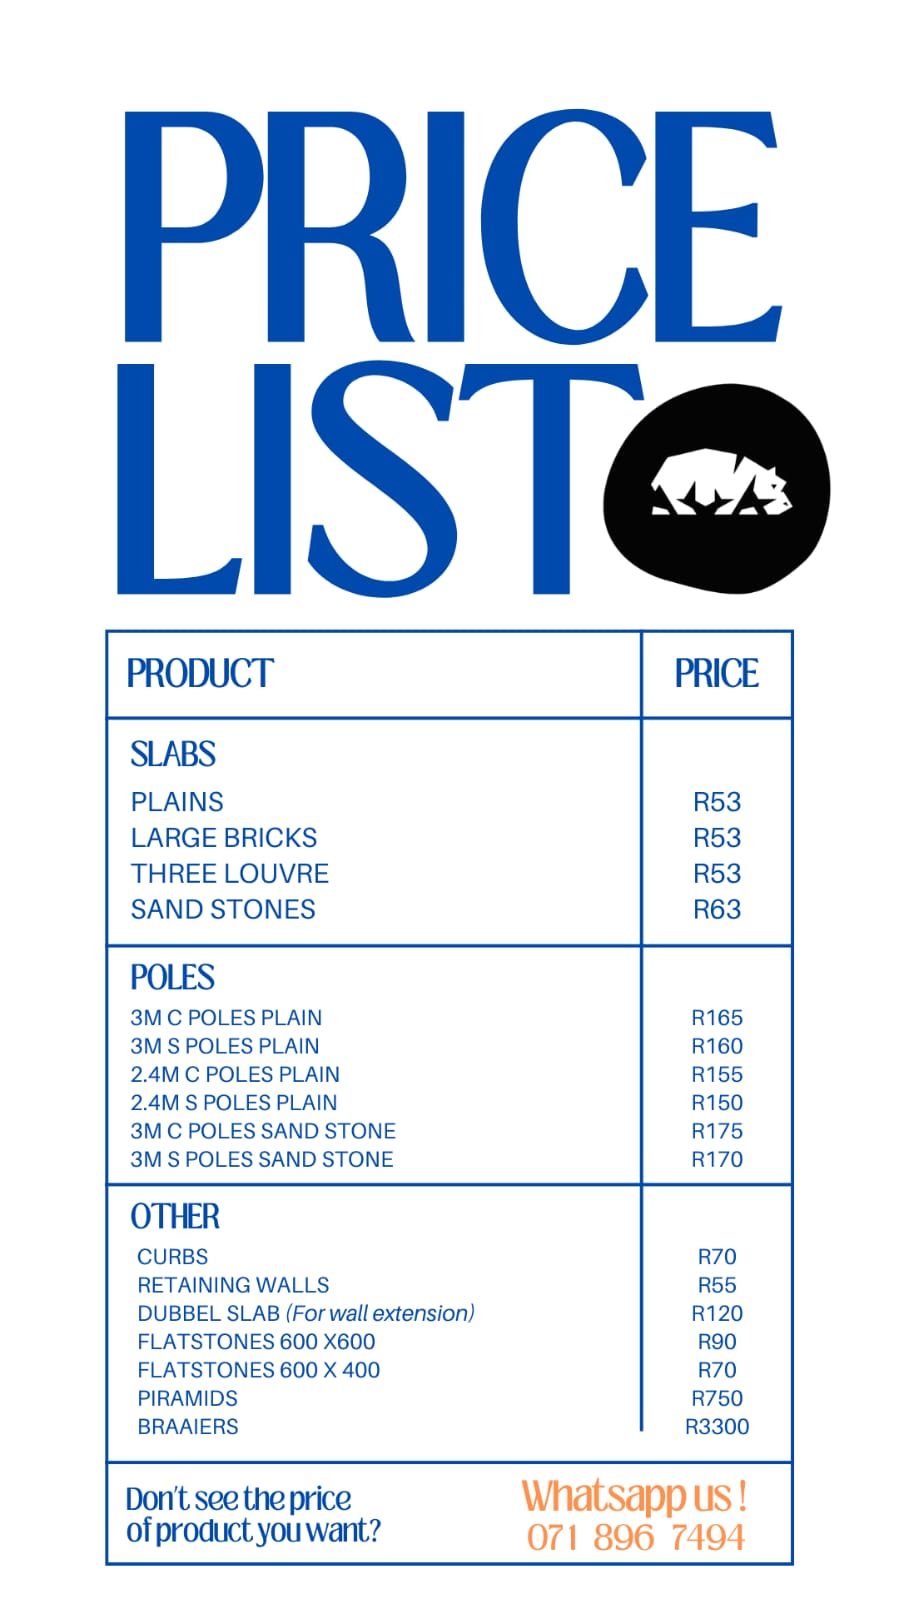 PRICE
LIST
PRODUCT PRICE
SLABS
PLAINS R53
LARGE BRICKS R53
THREE LOUVRE R53
SAND STONES R63
POLES
3M C POLES PLAIN R165
3M S POLES PLAIN R160
2.4M C POLES PLAIN R155
2.4M S POLES PLAIN R150
3M C POLES SAND STONE R175
3M S POLES SAND STONE R170
OTHER
CURBS R70
RETAINING WALLS R55
DUBBEL SLAB (For wall extension) R120
FLATSTONES 600 X600 R90
FLATSTONES 600 X 400 R70
PIRAMIDS R750
BRAAIERS R3300
Don't see the price
of product you want?
Whatsapp us !
071 896 7494